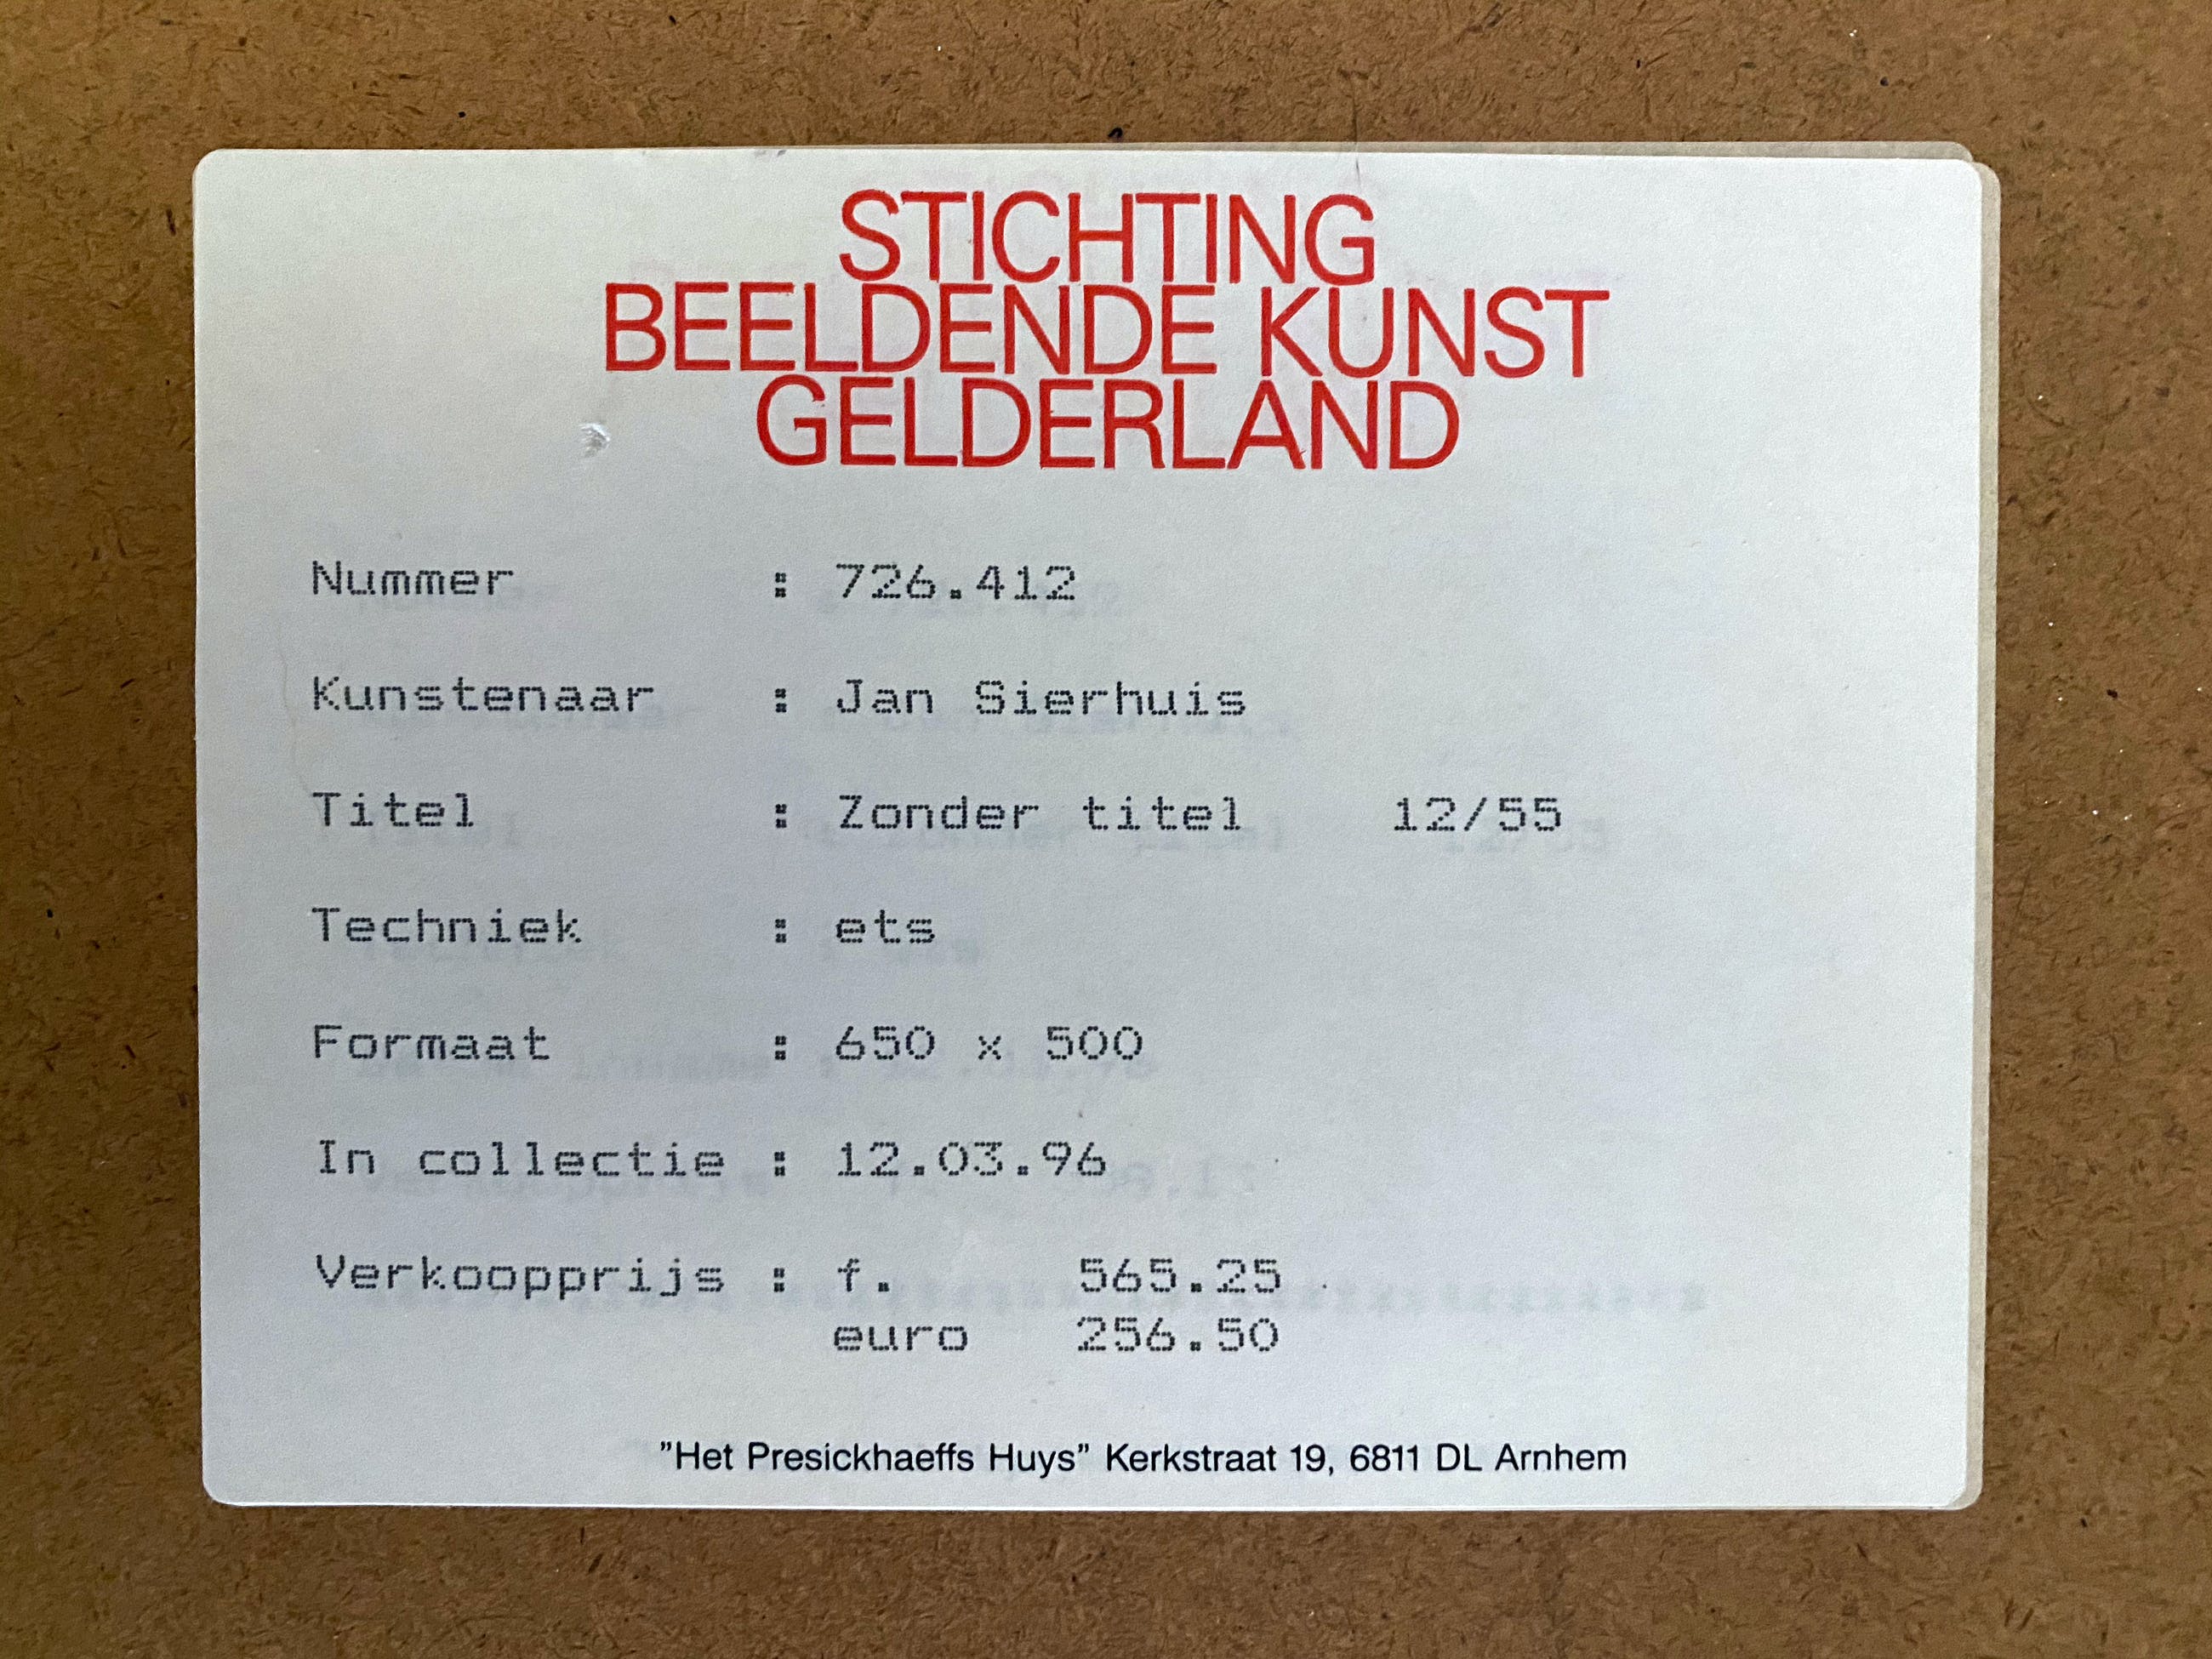 STICHTING
BEELDENDE KUNST
GELDERLAND
Nummer : 726.412
Kunstenaar : Jan Sierhuis
Titel : Zonder titel 12/55
Techniek : ets
Formaat : 650 x 500
In collectie : 12.03.96
Verkoopprijs : f. 565.25
euro 256.50
"Het Presickhaeffs Huys" Kerkstraat 19, 6811 DL Arnhem